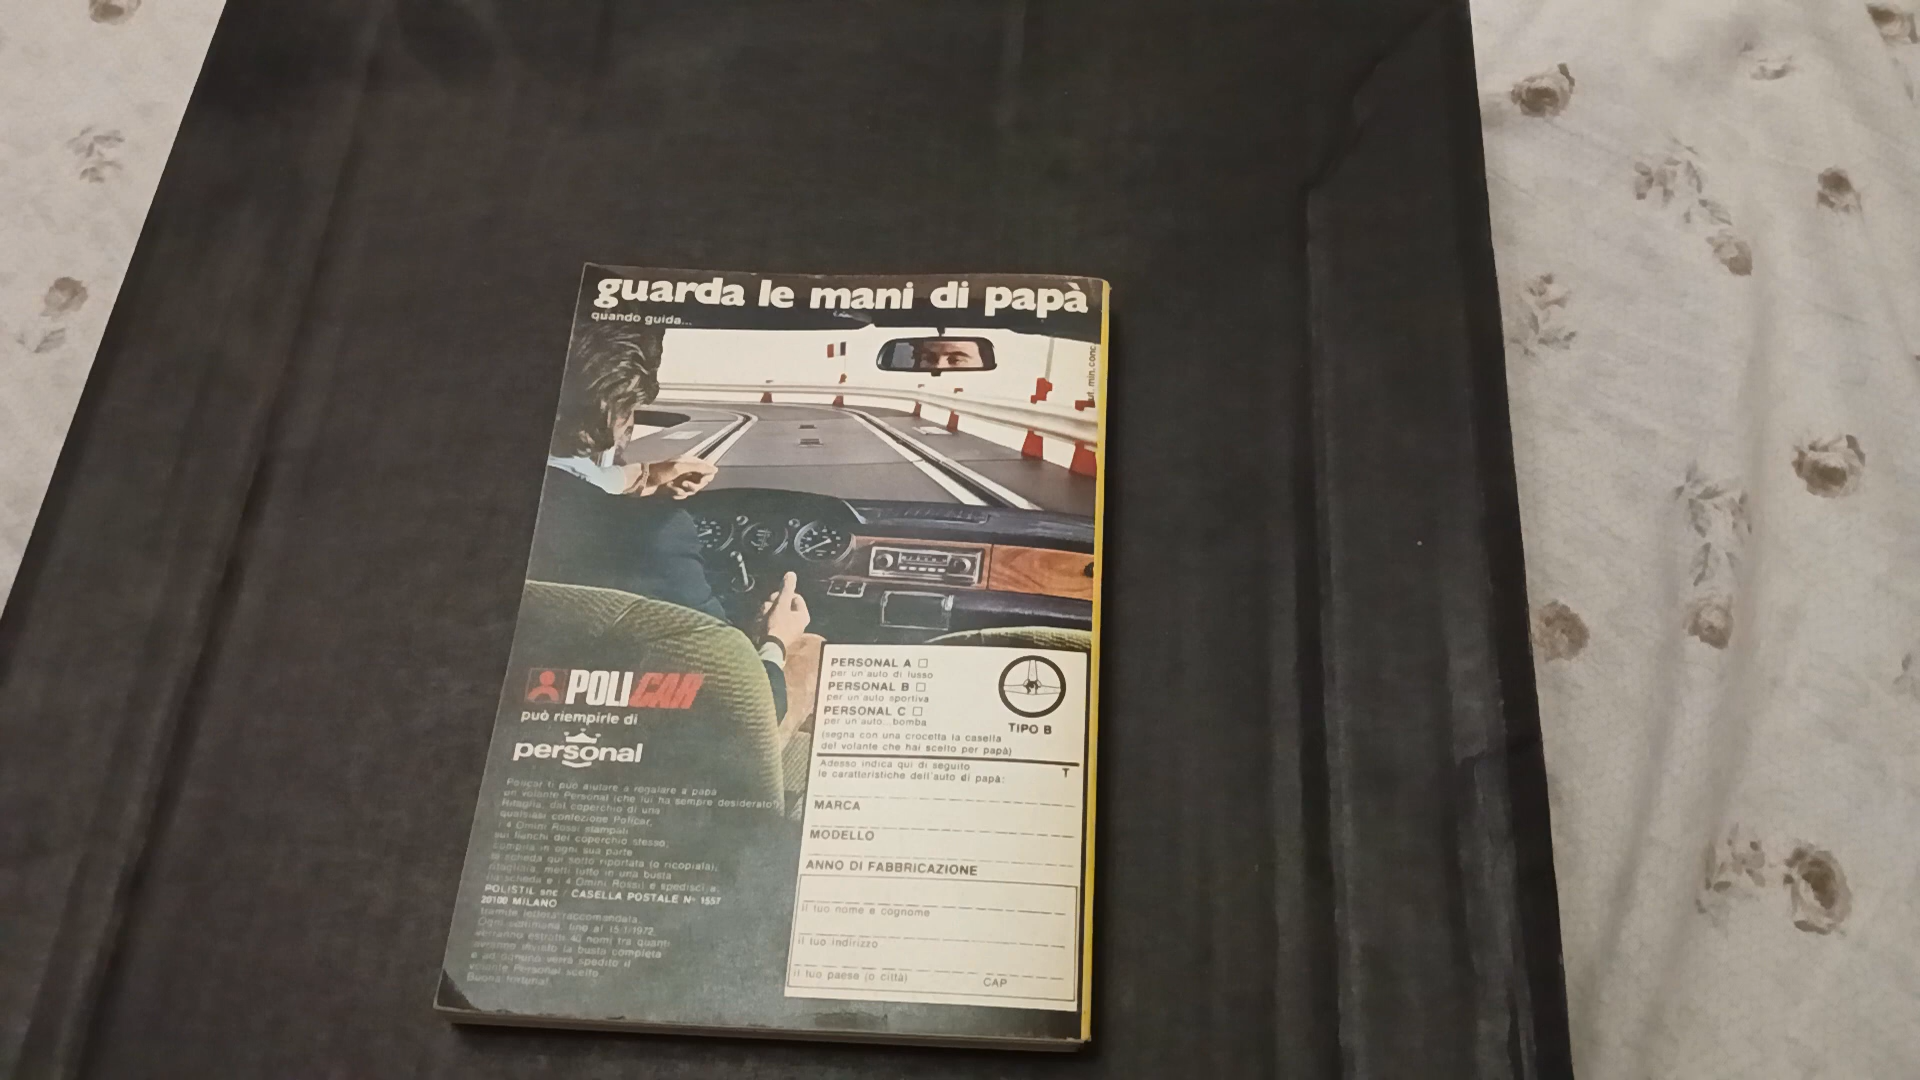 guarda le mani di papà
quando guida...
aut. min. conc.
POLICAR
può riempirle di
personal
Policar ti può aiutare a regalare a papà
un volante Personal (che lui ha sempre desiderato!)
Ritaglia, dal coperchio di una
qualsiasi confezione Policar,
i 4 Omini Rossi stampati
sui fianchi del coperchio stesso,
compila in ogni sua parte
la scheda qui sotto riportata (o ricopiala),
ritagliala, metti tutto in una busta
(la scheda e i 4 Omini Rossi) e spedisci a:
POLISTIL snc / CASELLA POSTALE N° 1557
20100 MILANO
tramite lettera raccomandata.
Ogni settimana, fino al 15/1/1972,
verranno estratti 40 nomi tra quanti
avranno inviato la busta completa
e ad ognuno verrà spedito il
volante Personal scelto.
Buona fortuna!
PERSONAL A
per un'auto di lusso
PERSONAL B
per un'auto sportiva
PERSONAL C
per un'auto... bomba
TIPO B
(segna con una crocetta la casella
del volante che hai scelto per papà)
Adesso indica qui di seguito
le caratteristiche dell'auto di papà:
T
MARCA
MODELLO
ANNO DI FABBRICAZIONE
il tuo nome e cognome
il tuo indirizzo
il tuo paese (o città)
CAP